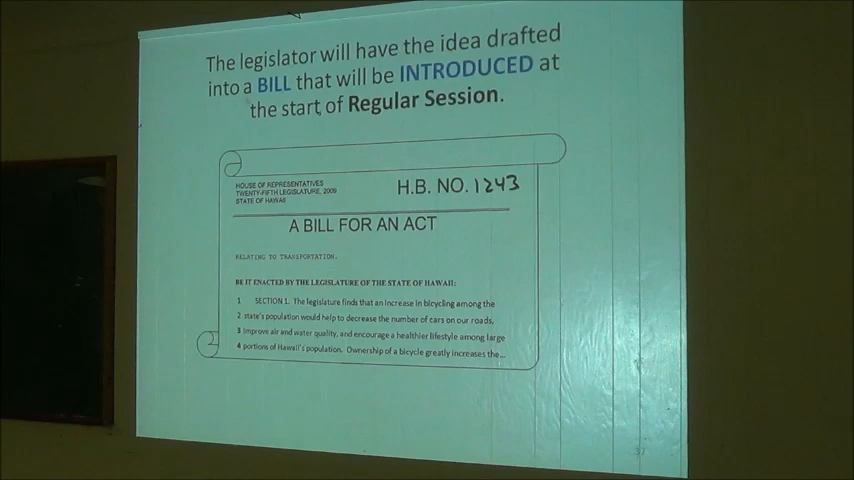 The legislator will have the idea drafted
into a BILL that will be INTRODUCED at
the start of Regular Session.
HOUSE OF REPRESENTATIVES
TWENTY-FIFTH LEGISLATURE, 2009
STATE OF HAWAII
H.B. NO. 1243
A BILL FOR AN ACT
RELATING TO TRANSPORTATION.
BE IT ENACTED BY THE LEGISLATURE OF THE STATE OF HAWAII:
1 SECTION 1. The legislature finds that an increase in bicycling among the
2 state's population would help to decrease the number of cars on our roads,
3 improve air and water quality, and encourage a healthier lifestyle among large
4 portions of Hawaii's population. Ownership of a bicycle greatly increases the...
37